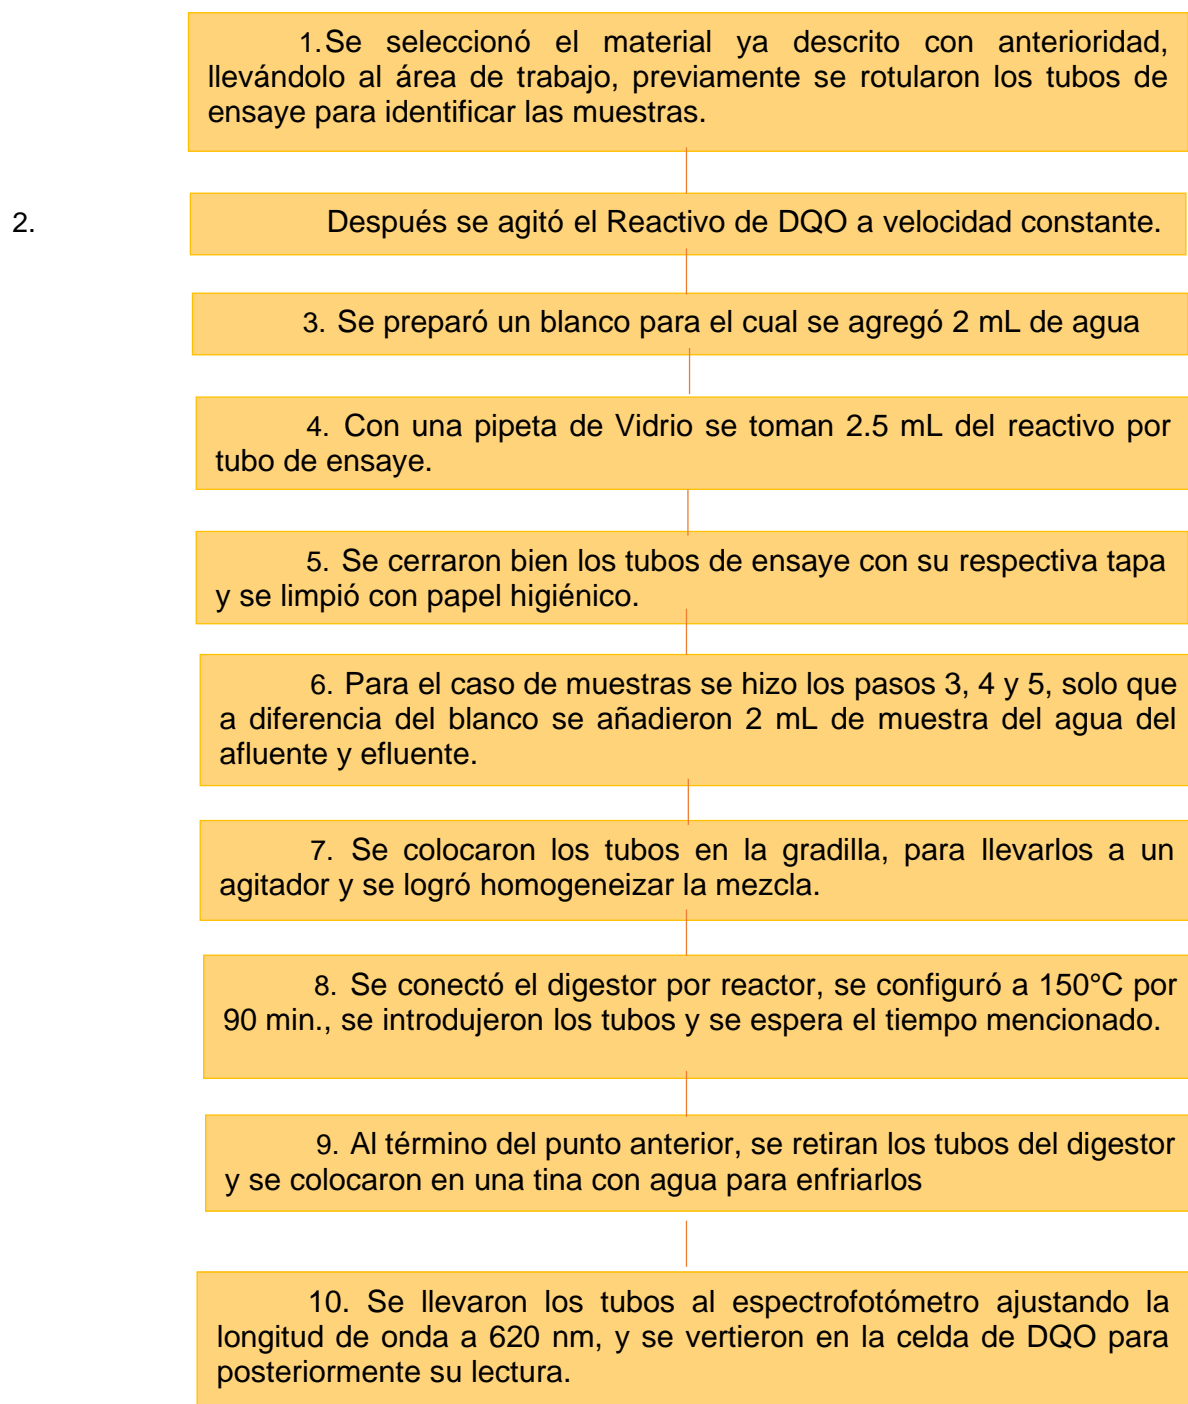 1.Se seleccionó el material ya descrito con anterioridad,
llevándolo al área de trabajo, previamente se rotularon los tubos de
ensaye para identificar las muestras.
2. Después se agitó el Reactivo de DQO a velocidad constante.
3. Se preparó un blanco para el cual se agregó 2 mL de agua
4. Con una pipeta de Vidrio se toman 2.5 mL del reactivo por
tubo de ensaye.
5. Se cerraron bien los tubos de ensaye con su respectiva tapa
y se limpió con papel higiénico.
6. Para el caso de muestras se hizo los pasos 3, 4 y 5, solo que
a diferencia del blanco se añadieron 2 mL de muestra del agua del
afluente y efluente.
7. Se colocaron los tubos en la gradilla, para llevarlos a un
agitador y se logró homogeneizar la mezcla.
8. Se conectó el digestor por reactor, se configuró a 150°C por
90 min., se introdujeron los tubos y se espera el tiempo mencionado.
9. Al término del punto anterior, se retiran los tubos del digestor
y se colocaron en una tina con agua para enfriarlos
10. Se llevaron los tubos al espectrofotómetro ajustando la
longitud de onda a 620 nm, y se vertieron en la celda de DQO para
posteriormente su lectura.